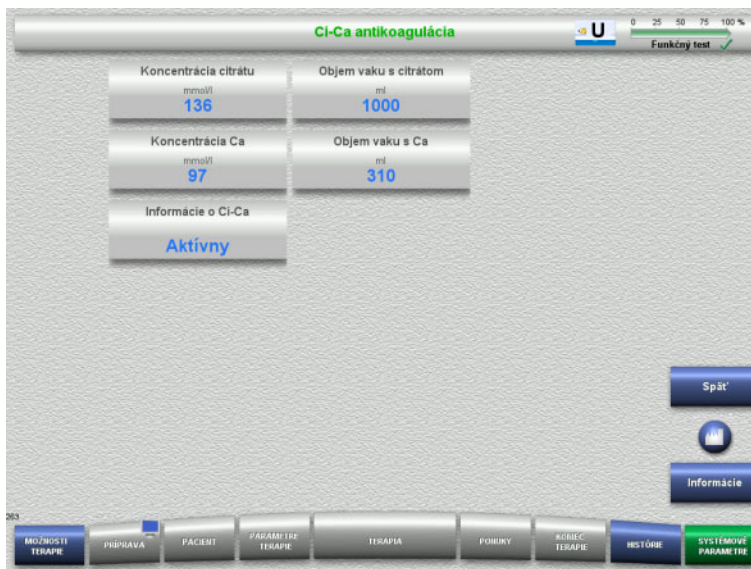 Ci-Ca antikoagulácia
U
0 25 50 75 100 %
Funkčný test
Koncentrácia citrátu
mmol/l
136
Objem vaku s citrátom
ml
1000
Koncentrácia Ca
mmol/l
97
Objem vaku s Ca
ml
310
Informácie o Ci-Ca
Aktívny
Späť
Informácie
263
MOŽNOSTI
TERAPIE
PRÍPRAVA
PACIENT
PARAMETRE
TERAPIE
TERAPIA
PONUKY
KONIEC
TERAPIE
HISTÓRIE
SYSTÉMOVÉ
PARAMETRE